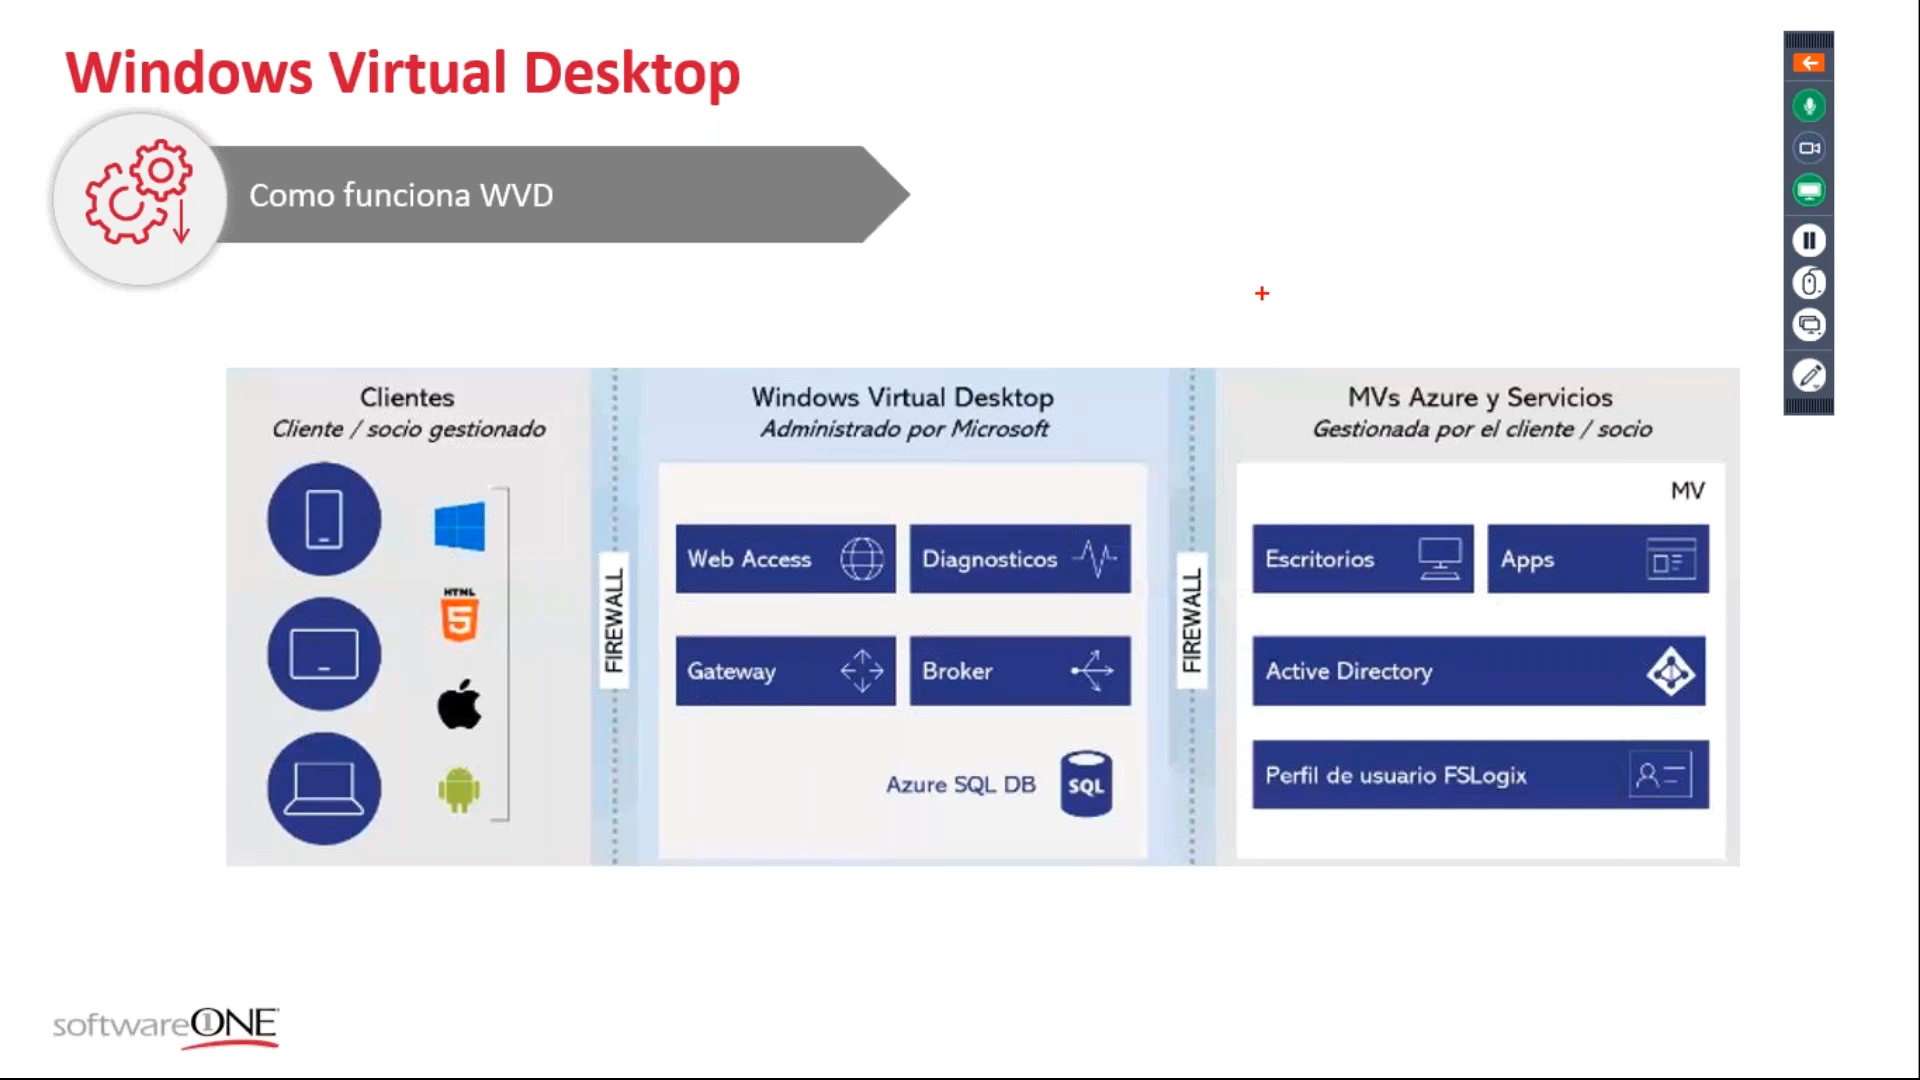 Windows Virtual Desktop
Como funciona WVD
Clientes
Cliente / socio gestionado
HTML
5
FIREWALL
Windows Virtual Desktop
Administrado por Microsoft
Web Access
Diagnosticos
Gateway
Broker
Azure SQL DB
SQL
FIREWALL
MVs Azure y Servicios
Gestionada por el cliente / socio
MV
Escritorios
Apps
Active Directory
Perfil de usuario FSLogix
softwareONE